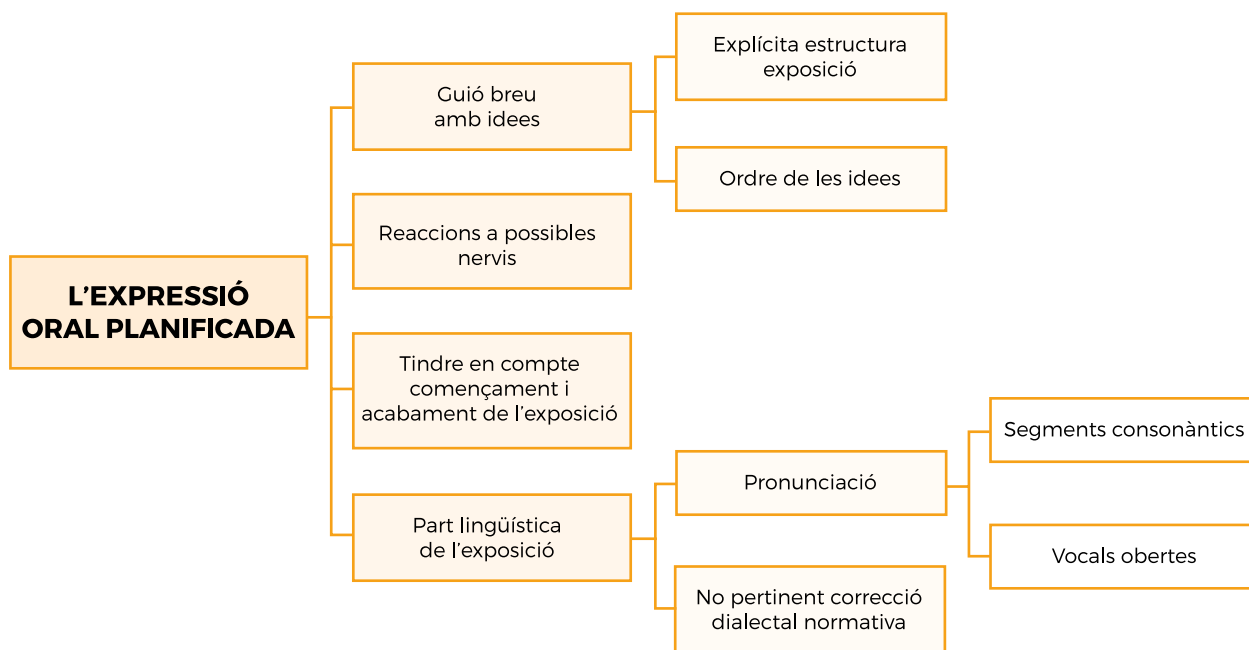 L'EXPRESSIÓ
ORAL PLANIFICADA
Guió breu
amb idees
Explícita estructura
exposició
Ordre de les idees
Reaccions a possibles
nervis
Tindre en compte
començament i
acabament de l'exposició
Part lingüística
de l'exposició
Pronunciació
Segments consonàntics
Vocals obertes
No pertinent correcció
dialectal normativa